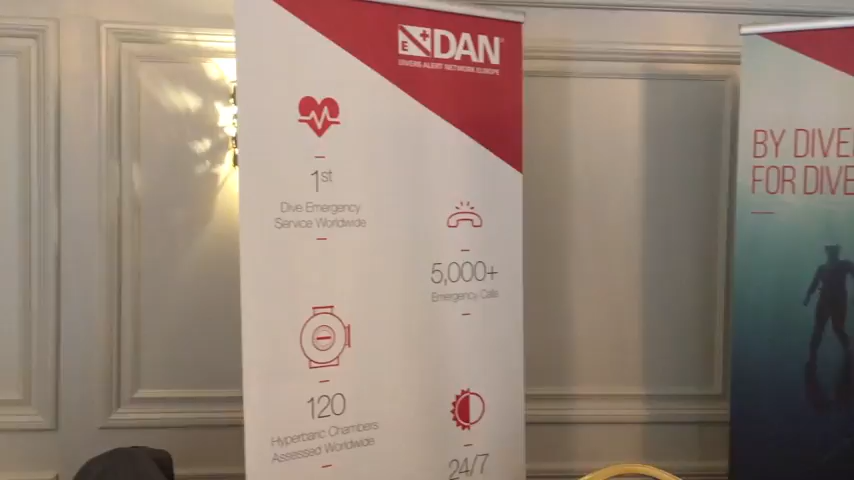 DAN
DIVERS ALERT NETWORK EUROPE
1st
Dive Emergency
Service Worldwide
5,000+
Emergency Calls
120
Hyperbaric Chambers
Assessed Worldwide
24/7
BY DIVE
FOR DIVE